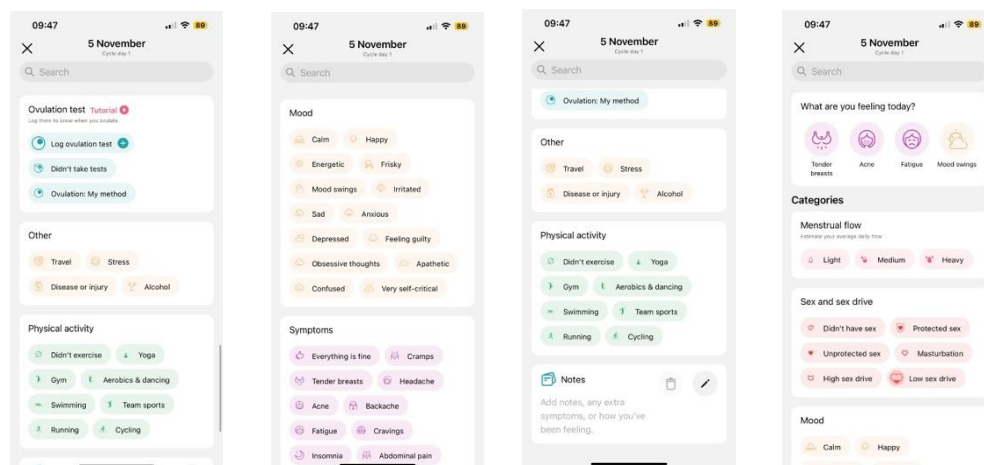 09:47
89
5 November
Cycle day 1
Search
Ovulation test Tutorial
Log them to know when you ovulate
Log ovulation test
Didn't take tests
Ovulation: My method
Other
Travel Stress
Disease or injury Alcohol
Physical activity
Didn't exercise Yoga
Gym Aerobics & dancing
Swimming Team sports
Running Cycling
09:47
89
5 November
Cycle day 1
Search
Mood
Calm Happy
Energetic Frisky
Mood swings Irritated
Sad Anxious
Depressed Feeling guilty
Obsessive thoughts Apathetic
Confused Very self-critical
Symptoms
Everything is fine Cramps
Tender breasts Headache
Acne Backache
Fatigue Cravings
Insomnia Abdominal pain
09:47
89
5 November
Cycle day 1
Search
Ovulation: My method
Other
Travel Stress
Disease or injury Alcohol
Physical activity
Didn't exercise Yoga
Gym Aerobics & dancing
Swimming Team sports
Running Cycling
Notes
Add notes, any extra
symptoms, or how you've
been feeling.
09:47
89
5 November
Cycle day 1
Search
What are you feeling today?
Tender
breasts
Acne
Fatigue
Mood swings
Categories
Menstrual flow
Estimate your average daily flow
Light Medium Heavy
Sex and sex drive
Didn't have sex Protected sex
Unprotected sex Masturbation
High sex drive Low sex drive
Mood
Calm Happy